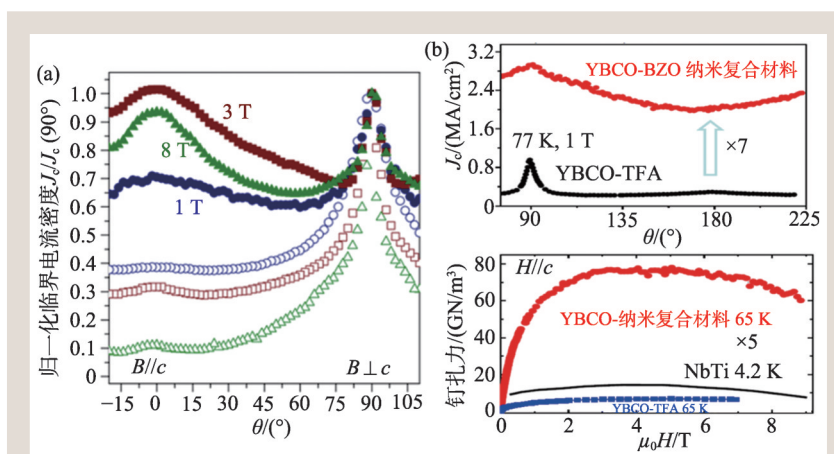 (a)
归一化临界电流密度Jc/Jc (90°)
1.0
0.9
0.8
0.7
0.6
0.5
0.4
0.3
0.2
0.1
0
3 T
8 T
1 T
B//c
B⊥c
−15 0 15 30 45 60 75 90 105
θ/(°)
(b)
Jc/(MA/cm²)
3.2
2.4
1.6
0.8
0
YBCO-BZO 纳米复合材料
77 K, 1 T
×7
YBCO-TFA
90 135 180 225
θ/(°)
钉扎力/(GN/m³)
80
60
40
20
0
H//c
YBCO-纳米复合材料 65 K
×5
NbTi 4.2 K
YBCO-TFA 65 K
0 2 4 6 8
μ₀H/T